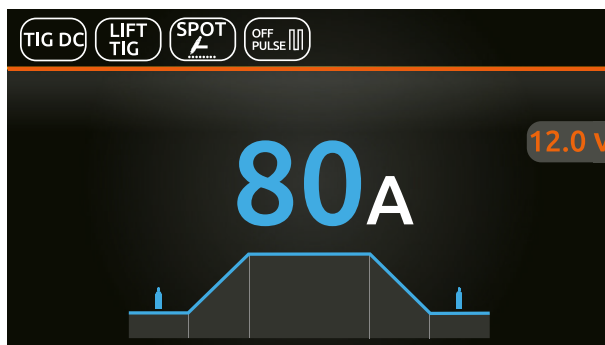 TIG DC
LIFT
TIG
SPOT
OFF
PULSE
12.0 V
80A